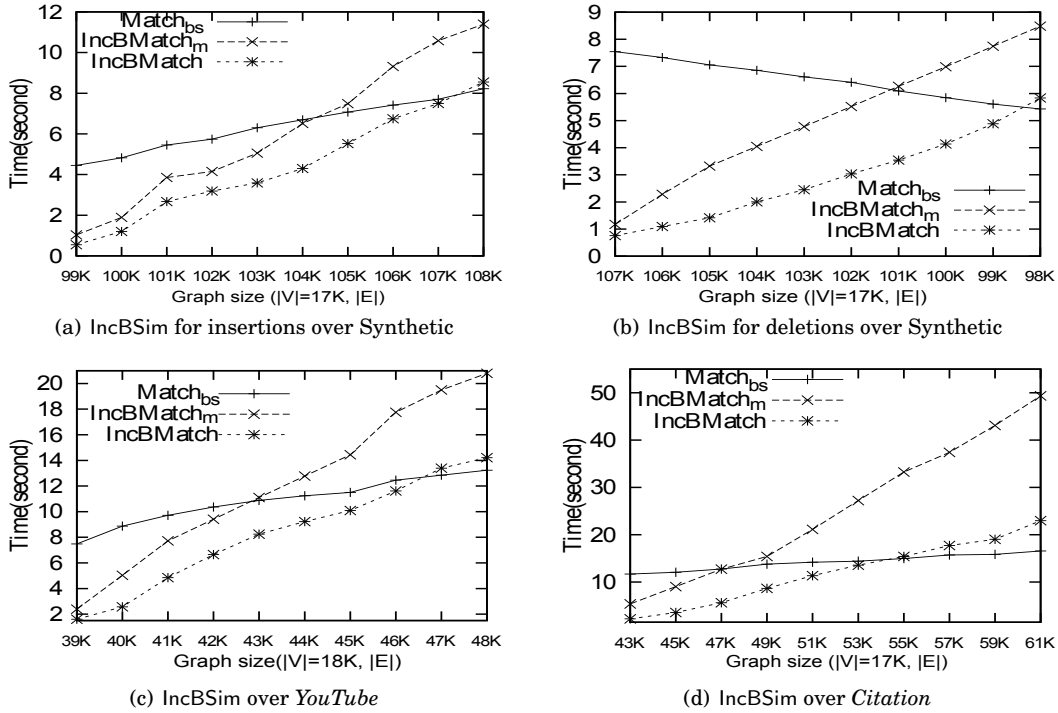 12
10
8
6
4
2
0
Time(second)
Match_bs
IncBMatch_m
IncBMatch
99K 100K 101K 102K 103K 104K 105K 106K 107K 108K
Graph size (|V|=17K, |E|)
(a) IncBSim for insertions over Synthetic
9
8
7
6
5
4
3
2
1
0
Time(second)
Match_bs
IncBMatch_m
IncBMatch
107K 106K 105K 104K 103K 102K 101K 100K 99K 98K
Graph size (|V|=17K, |E|)
(b) IncBSim for deletions over Synthetic
20
18
16
14
12
10
8
6
4
2
Time(second)
Match_bs
IncBMatch_m
IncBMatch
39K 40K 41K 42K 43K 44K 45K 46K 47K 48K
Graph size(|V|=18K, |E|)
(c) IncBSim over YouTube
50
40
30
20
10
Time(second)
Match_bs
IncBMatch_m
IncBMatch
43K 45K 47K 49K 51K 53K 55K 57K 59K 61K
Graph size(|V|=17K, |E|)
(d) IncBSim over Citation